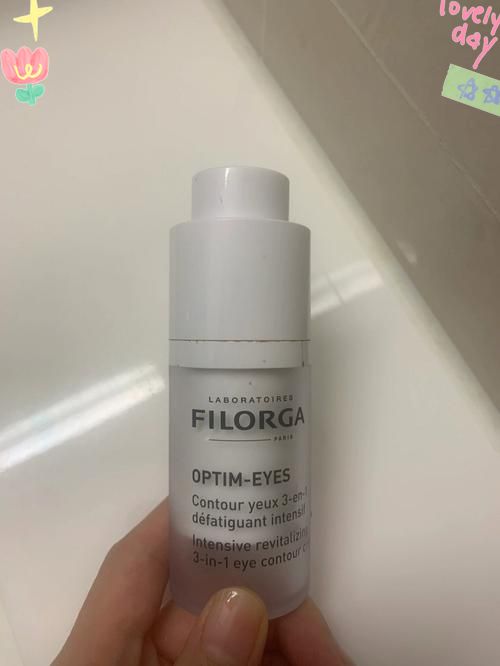 lovely
day
LABORATOIRES
FILORGA
PARIS
OPTIM-EYES
Contour yeux 3-en-1
défatiguant intensif
Intensive revitalizing
3-in-1 eye contour